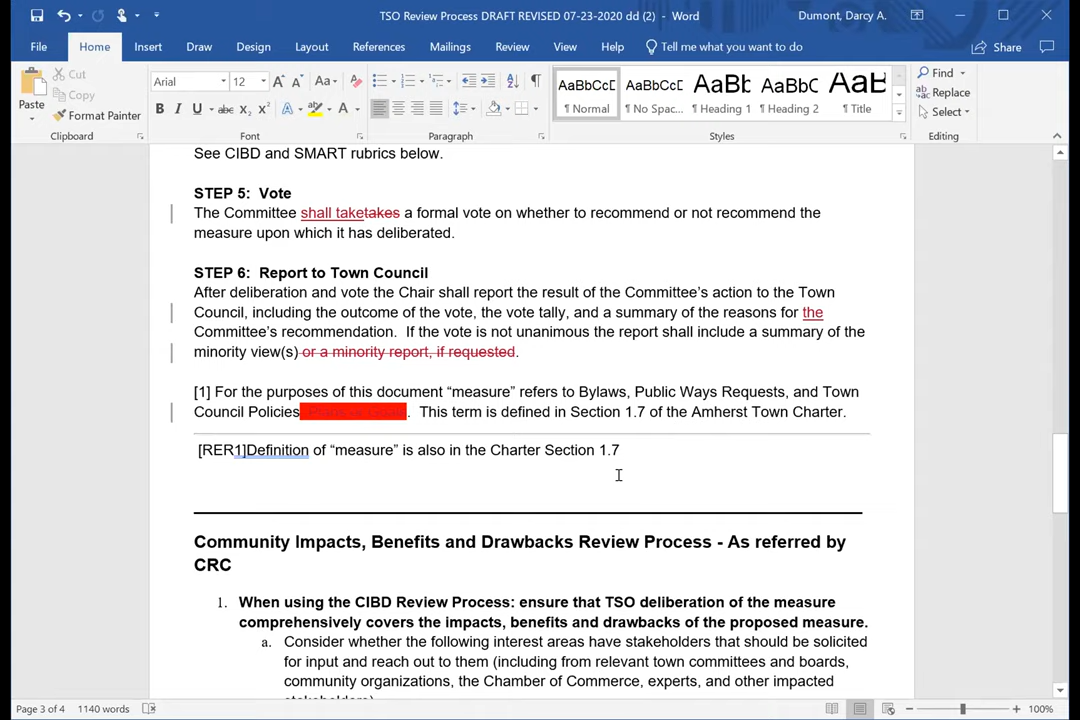 TSO Review Process DRAFT REVISED 07-23-2020 dd (2) - Word
Dumont, Darcy A.
File Home Insert Draw Design Layout References Mailings Review View Help Tell me what you want to do Share
Paste
Cut
Copy
Format Painter
Arial 12
AaBbCcD AaBbCcD AaBbC AaBbC AaB
¶ Normal ¶ No Spac... ¶ Heading 1 ¶ Heading 2 ¶ Title
Find
Replace
Select
Clipboard Font Paragraph Styles Editing
See CIBD and SMART rubrics below.
STEP 5: Vote
The Committee shall taketakes a formal vote on whether to recommend or not recommend the
measure upon which it has deliberated.
STEP 6: Report to Town Council
After deliberation and vote the Chair shall report the result of the Committee's action to the Town
Council, including the outcome of the vote, the vote tally, and a summary of the reasons for the
Committee's recommendation. If the vote is not unanimous the report shall include a summary of the
minority view(s) or a minority report, if requested.
[1] For the purposes of this document “measure” refers to Bylaws, Public Ways Requests, and Town
Council Policies. This term is defined in Section 1.7 of the Amherst Town Charter.
[RER1]Definition of “measure” is also in the Charter Section 1.7
Community Impacts, Benefits and Drawbacks Review Process - As referred by
CRC
1. When using the CIBD Review Process: ensure that TSO deliberation of the measure
comprehensively covers the impacts, benefits and drawbacks of the proposed measure.
a. Consider whether the following interest areas have stakeholders that should be solicited
for input and reach out to them (including from relevant town committees and boards,
community organizations, the Chamber of Commerce, experts, and other impacted
stakeholders)
Page 3 of 4 1140 words 100%